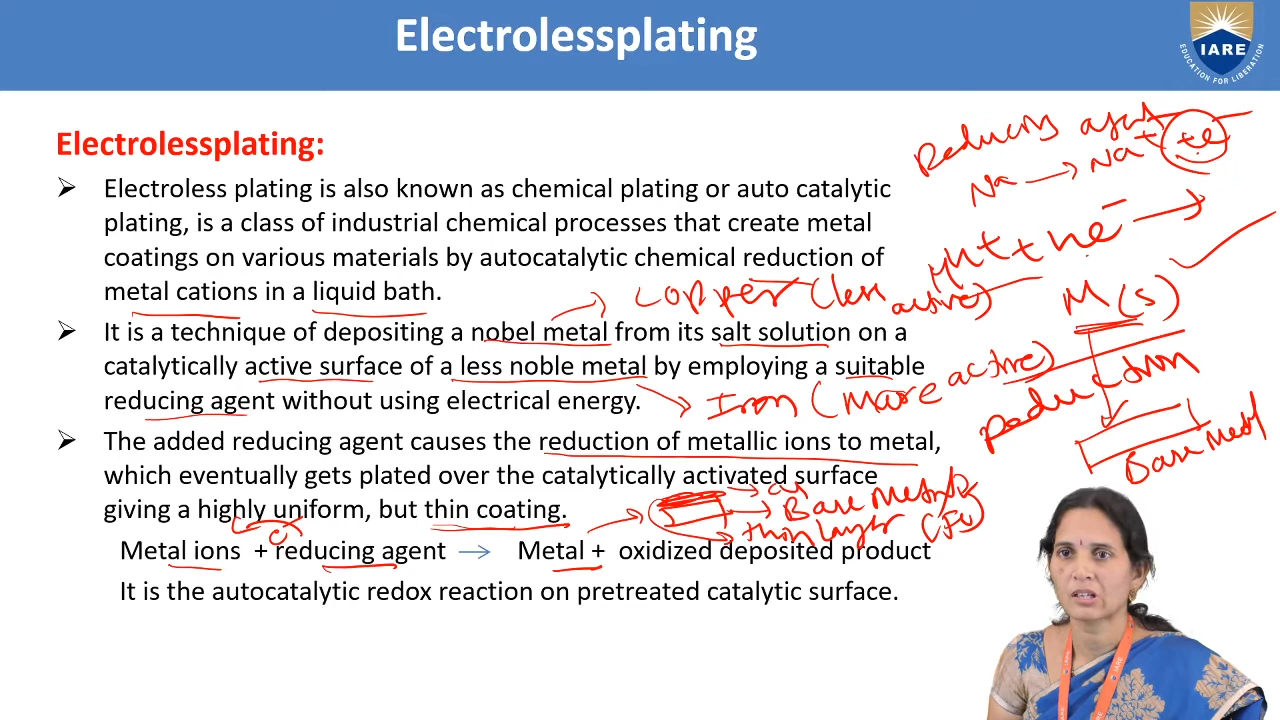 Electrolessplating
IARE
EDUCATION FOR LIBERATION
Electrolessplating:
Electroless plating is also known as chemical plating or auto catalytic
plating, is a class of industrial chemical processes that create metal
coatings on various materials by autocatalytic chemical reduction of
metal cations in a liquid bath.
It is a technique of depositing a nobel metal from its salt solution on a
catalytically active surface of a less noble metal by employing a suitable
reducing agent without using electrical energy.
The added reducing agent causes the reduction of metallic ions to metal,
which eventually gets plated over the catalytically activated surface
giving a highly uniform, but thin coating.
Metal ions + reducing agent → Metal + oxidized deposited product
It is the autocatalytic redox reaction on pretreated catalytic surface.
Reducing agent
Na → Na+ +e
Mn+ + ne- →
M(s)
Copper (less active)
Iron (more active)
Reduction
Base metal
Cu
Base metal
thin layer (Fe)
IARE